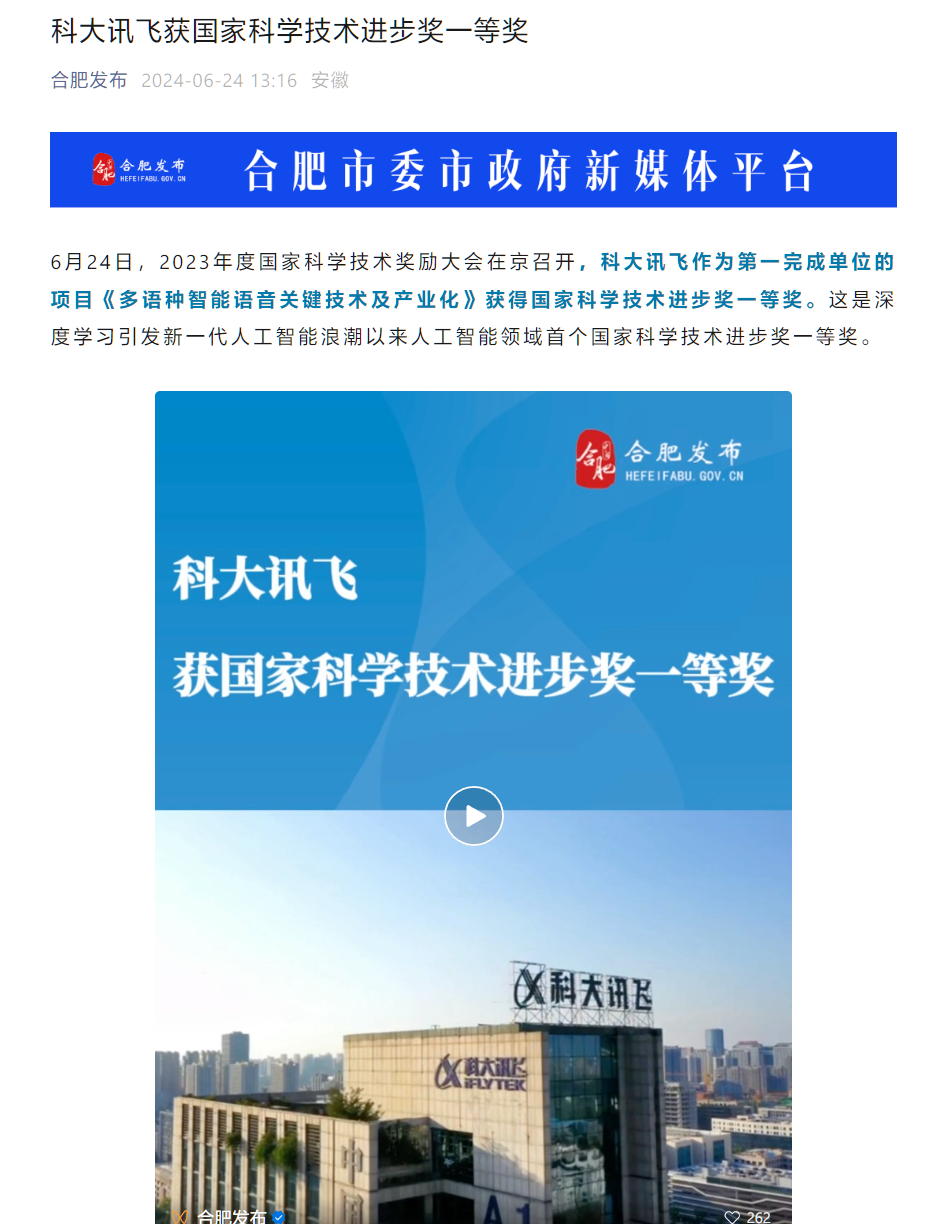 科大讯飞获国家科学技术进步奖一等奖
合肥发布 2024-06-24 13:16 安徽
合肥 合肥发布
HEFEIFABU.GOV.CN
合肥市委市政府新媒体平台
6月24日，2023年度国家科学技术奖励大会在京召开，科大讯飞作为第一完成单位的
项目《多语种智能语音关键技术及产业化》获得国家科学技术进步奖一等奖。这是深
度学习引发新一代人工智能浪潮以来人工智能领域首个国家科学技术进步奖一等奖。
合肥 合肥发布
HEFEIFABU.GOV.CN
科大讯飞
获国家科学技术进步奖一等奖
科大讯飞
科大讯飞
iFLYTEK
A1
合肥发布 262